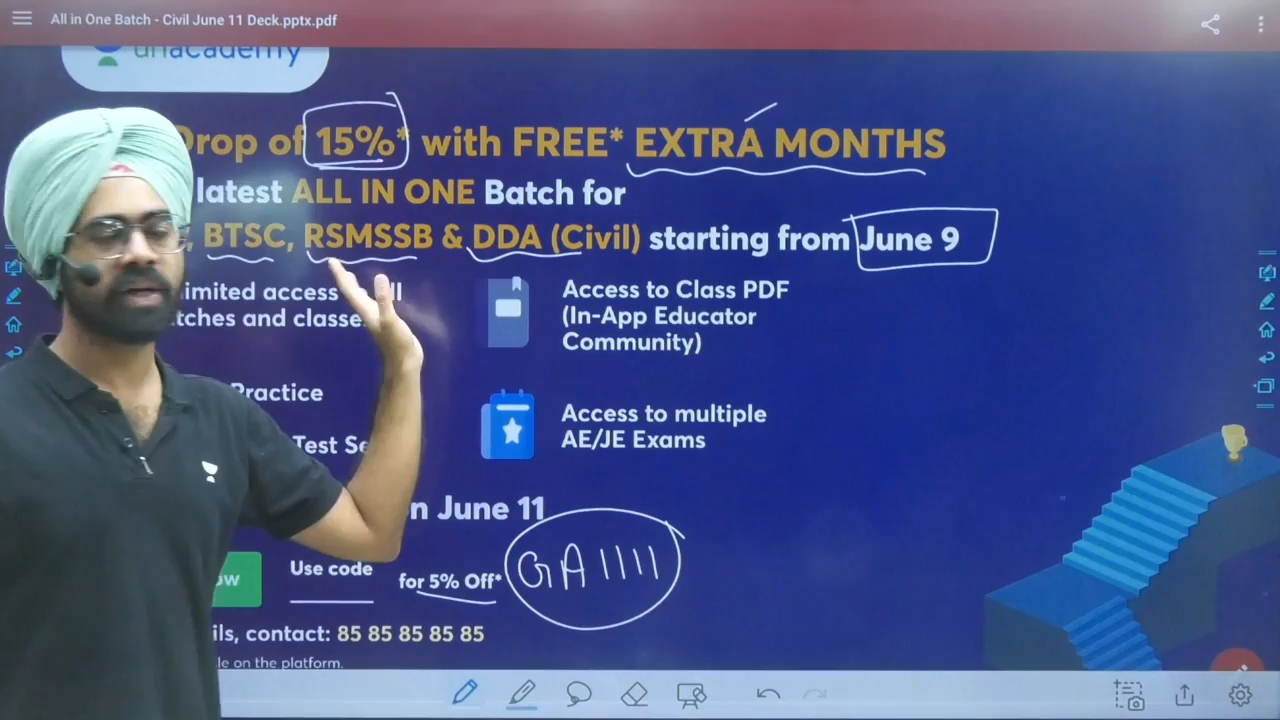 All in One Batch - Civil June 11 Deck.pptx.pdf
unacademy
Drop of 15%* with FREE* EXTRA MONTHS
latest ALL IN ONE Batch for
, BTSC, RSMSSB & DDA (Civil) starting from June 9
imited access
tches and classe
Access to Class PDF
(In-App Educator
Community)
Practice
Test Se
Access to multiple
AE/JE Exams
n June 11
ow
Use code
for 5% Off*
GA1111
ils, contact: 85 85 85 85 85
le on the platform.